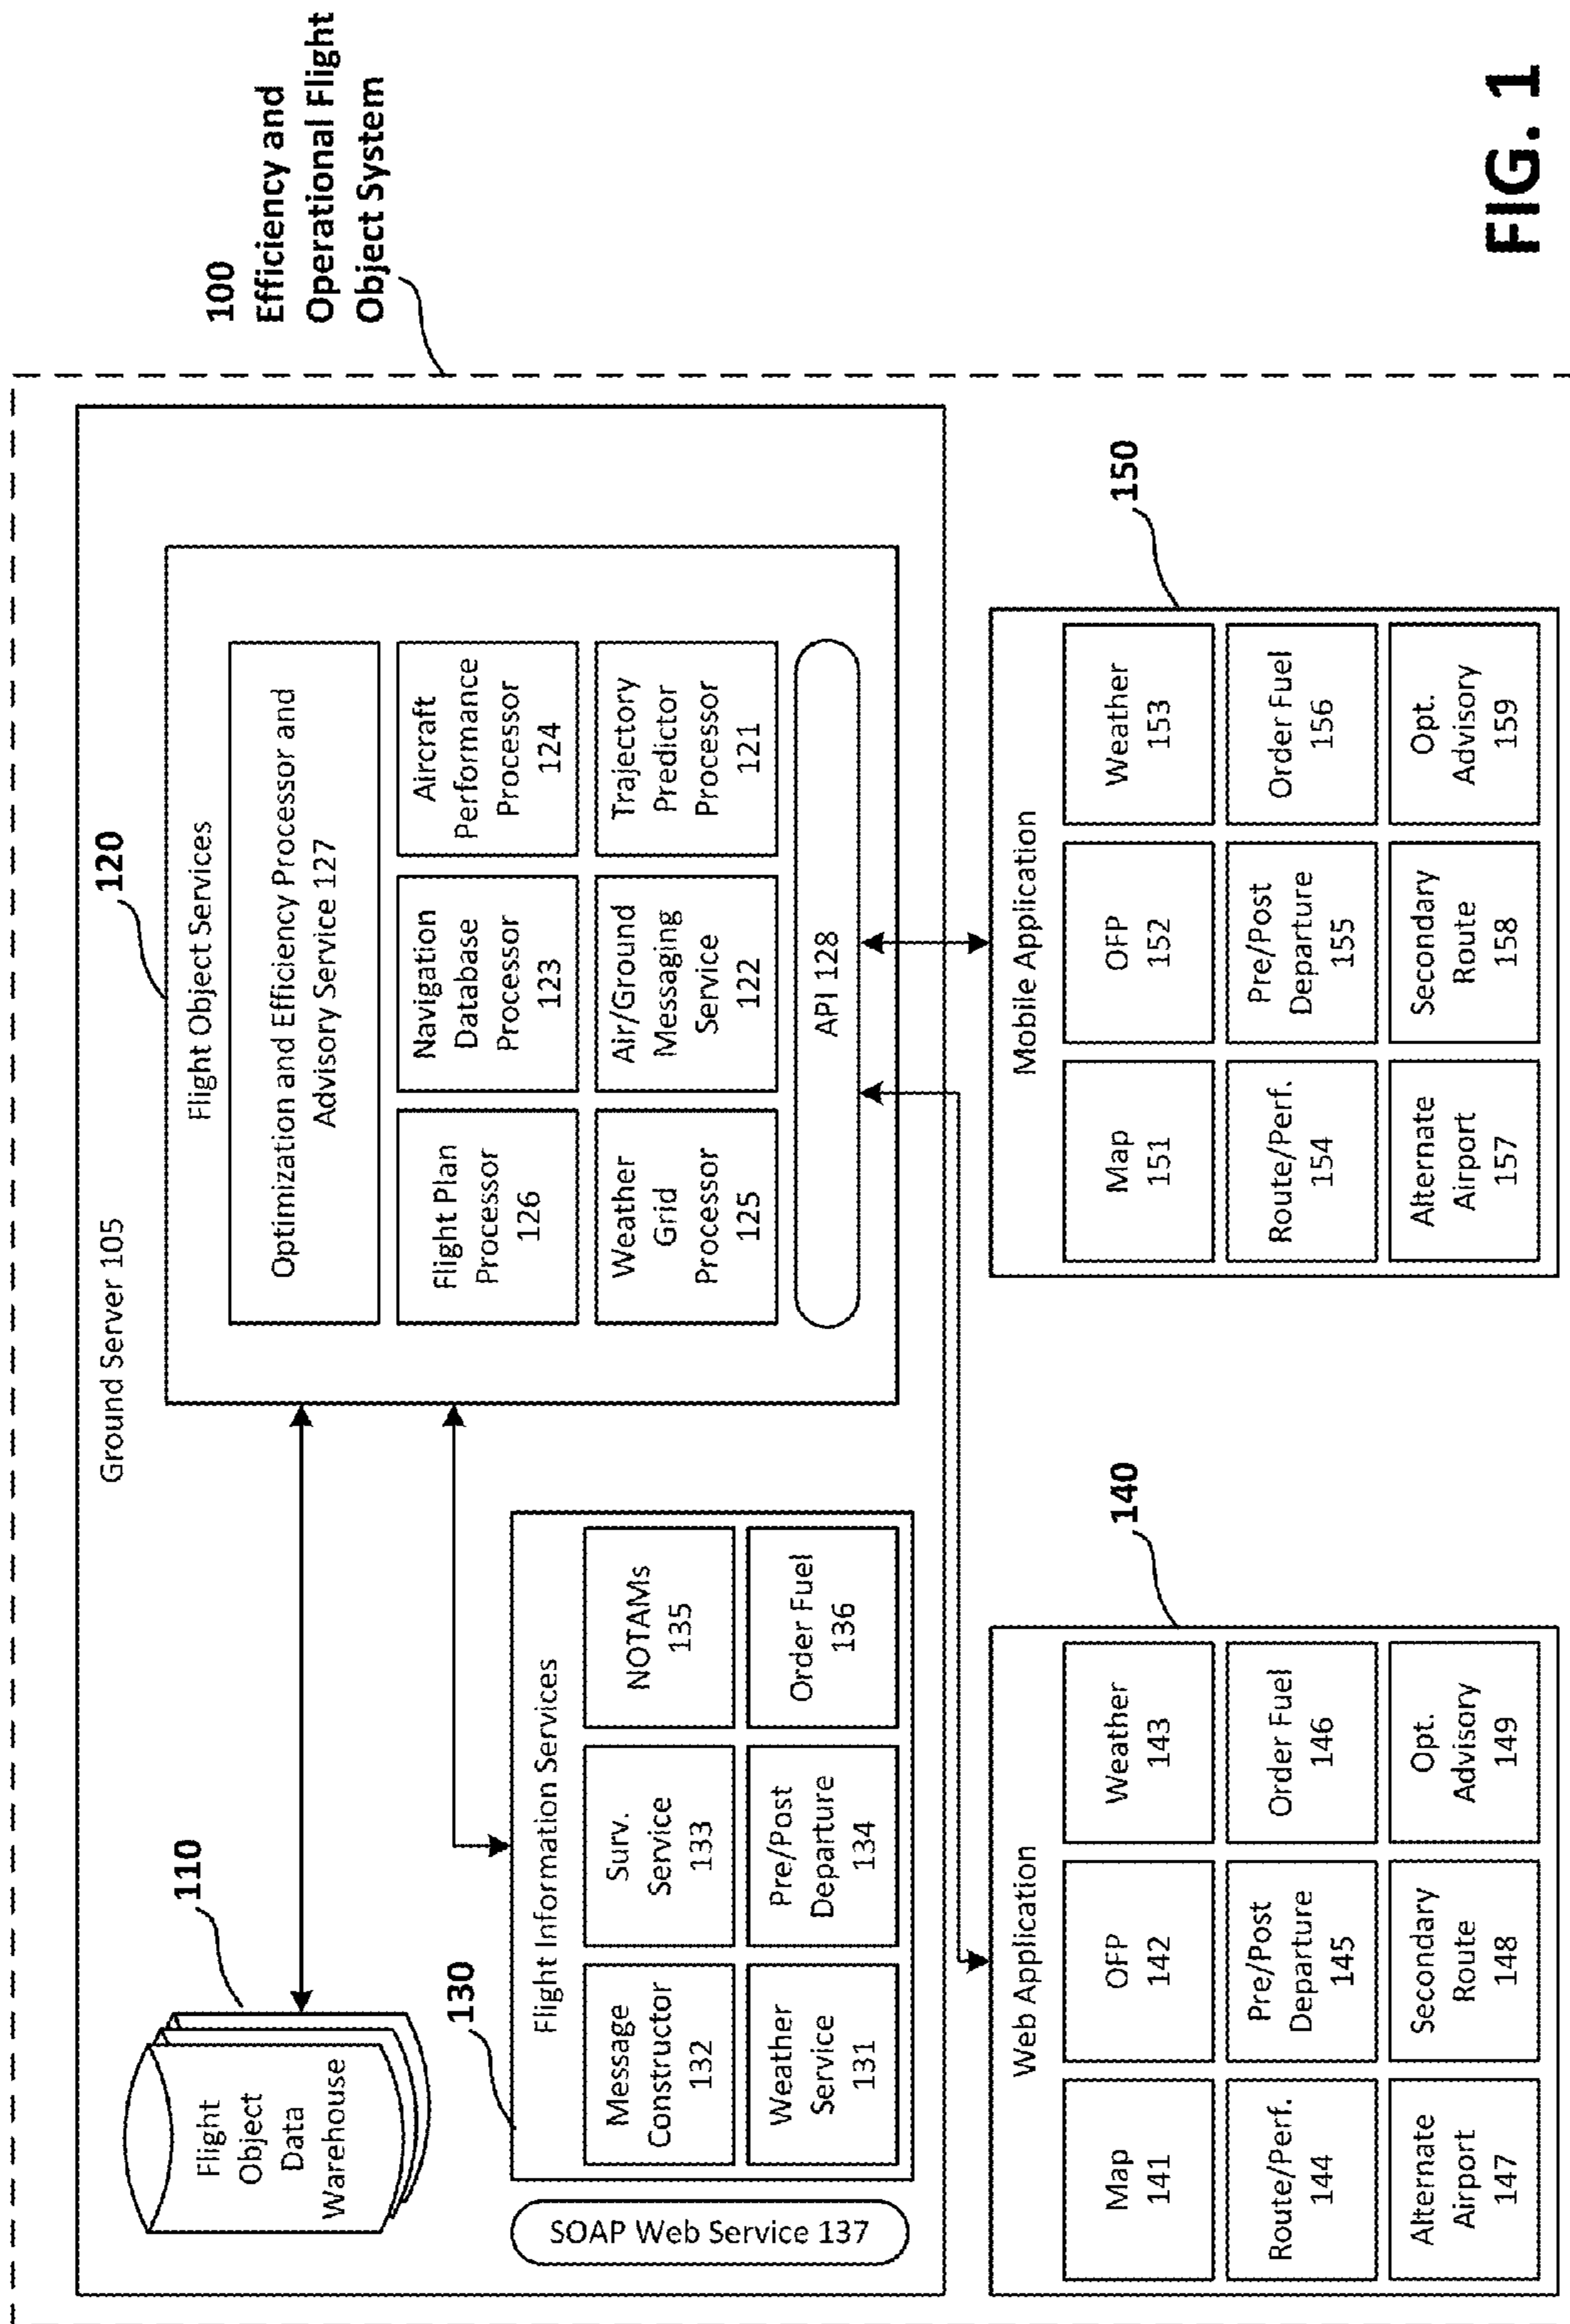 100
Efficiency and
Operational Flight
Object System
Ground Server 105
110
Flight
Object
Data
Warehouse
120
Flight Object Services
Optimization and Efficiency Processor and
Advisory Service 127
Flight Plan
Processor
126
Navigation
Database
Processor
123
Aircraft
Performance
Processor
124
Weather
Grid
Processor
125
Air/Ground
Messaging
Service
122
Trajectory
Predictor
Processor
121
API 128
130
Flight Information Services
Message
Constructor
132
Surv.
Service
133
NOTAMs
135
Weather
Service
131
Pre/Post
Departure
134
Order Fuel
136
SOAP Web Service 137
140
Web Application
Map
141
OFP
142
Weather
143
Route/Perf.
144
Pre/Post
Departure
145
Order Fuel
146
Alternate
Airport
147
Secondary
Route
148
Opt.
Advisory
149
150
Mobile Application
Map
151
OFP
152
Weather
153
Route/Perf.
154
Pre/Post
Departure
155
Order Fuel
156
Alternate
Airport
157
Secondary
Route
158
Opt.
Advisory
159
FIG. 1